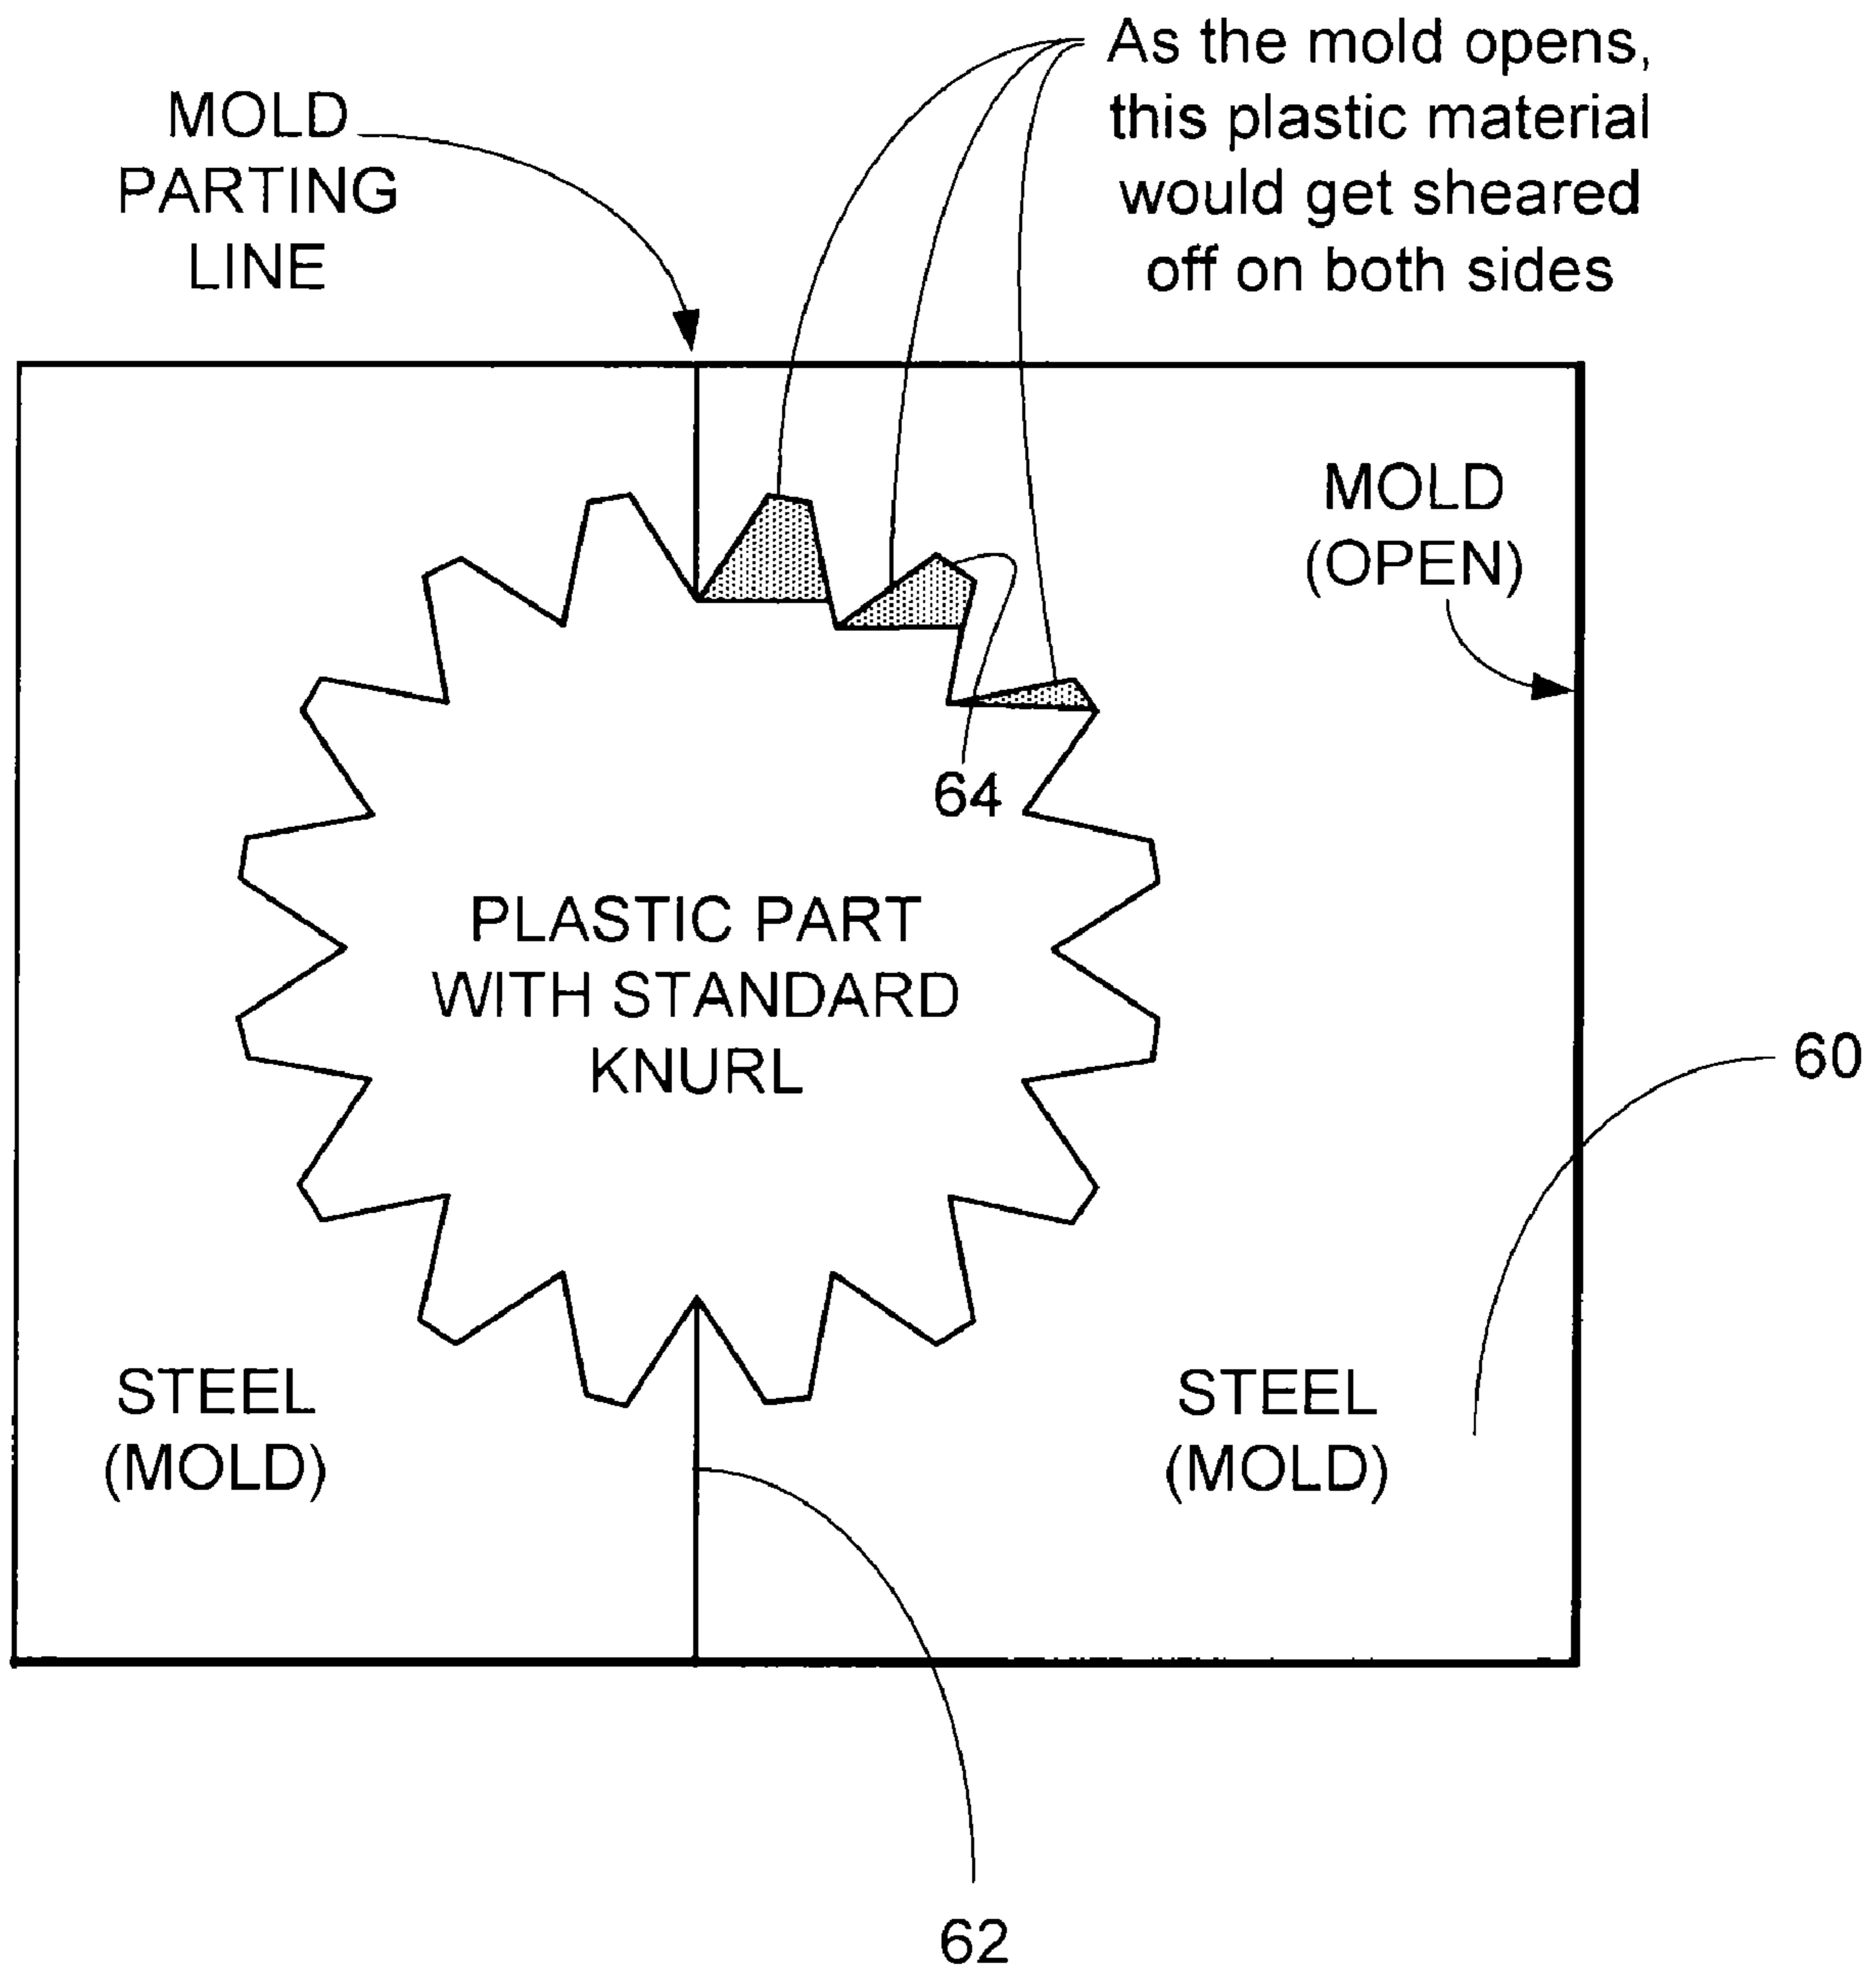 As the mold opens,
this plastic material
would get sheared
off on both sides
MOLD
PARTING
LINE
MOLD
(OPEN)
64
PLASTIC PART
WITH STANDARD
KNURL
60
STEEL
(MOLD)
STEEL
(MOLD)
62